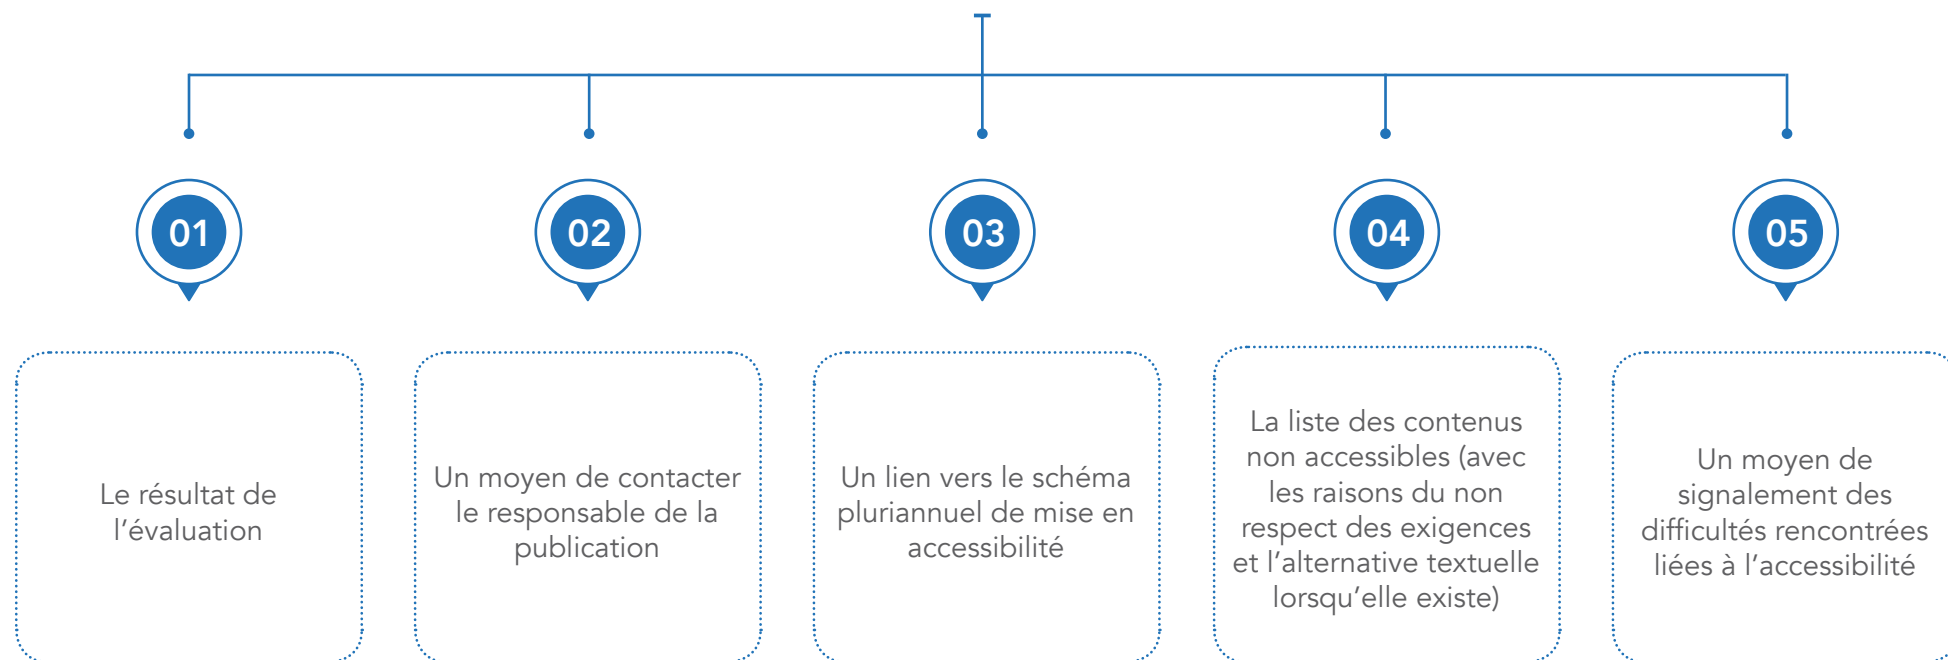 01
Le résultat de
l’évaluation
02
Un moyen de contacter
le responsable de la
publication
03
Un lien vers le schéma
pluriannuel de mise en
accessibilité
04
La liste des contenus
non accessibles (avec
les raisons du non
respect des exigences
et l’alternative textuelle
lorsqu’elle existe)
05
Un moyen de
signalement des
difficultés rencontrées
liées à l’accessibilité